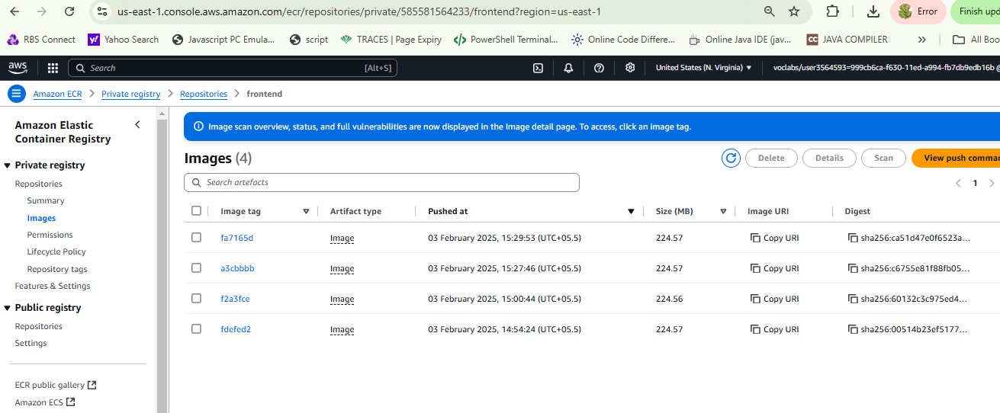 us-east-1.console.aws.amazon.com/ecr/repositories/private/585581564233/frontend?region=us-east-1
Error
Finish upd
RBS Connect
Yahoo Search
Javascript PC Emula...
script
TRACES | Page Expiry
PowerShell Terminal...
Online Code Differe...
Online Java IDE (jav...
CC JAVA COMPILER
»
All Boo
aws
Search [Alt+S]
United States (N. Virginia)
voclabs/user3564593=999cb6ca-f630-11ed-a994-fb7db9edb16b @
Amazon ECR > Private registry > Repositories > frontend
Amazon Elastic
Container Registry
Private registry
Repositories
Summary
Images
Permissions
Lifecycle Policy
Repository tags
Features & Settings
Public registry
Repositories
Settings
ECR public gallery
Amazon ECS
Image scan overview, status, and full vulnerabilities are now displayed in the Image detail page. To access, click an image tag.
Images (4)
Delete
Details
Scan
View push comman
Search artefacts
1
Image tag Artifact type Pushed at Size (MB) Image URI Digest
fa7165d Image 03 February 2025, 15:29:53 (UTC+05.5) 224.57 Copy URI sha256:ca51d47e0f6523a...
a3cbbbb Image 03 February 2025, 15:27:46 (UTC+05.5) 224.57 Copy URI sha256:c6755e81f88fb05...
f2a3fce Image 03 February 2025, 15:00:44 (UTC+05.5) 224.56 Copy URI sha256:60132c3c975ed4...
fdefed2 Image 03 February 2025, 14:54:24 (UTC+05.5) 224.57 Copy URI sha256:00514b23ef5177...